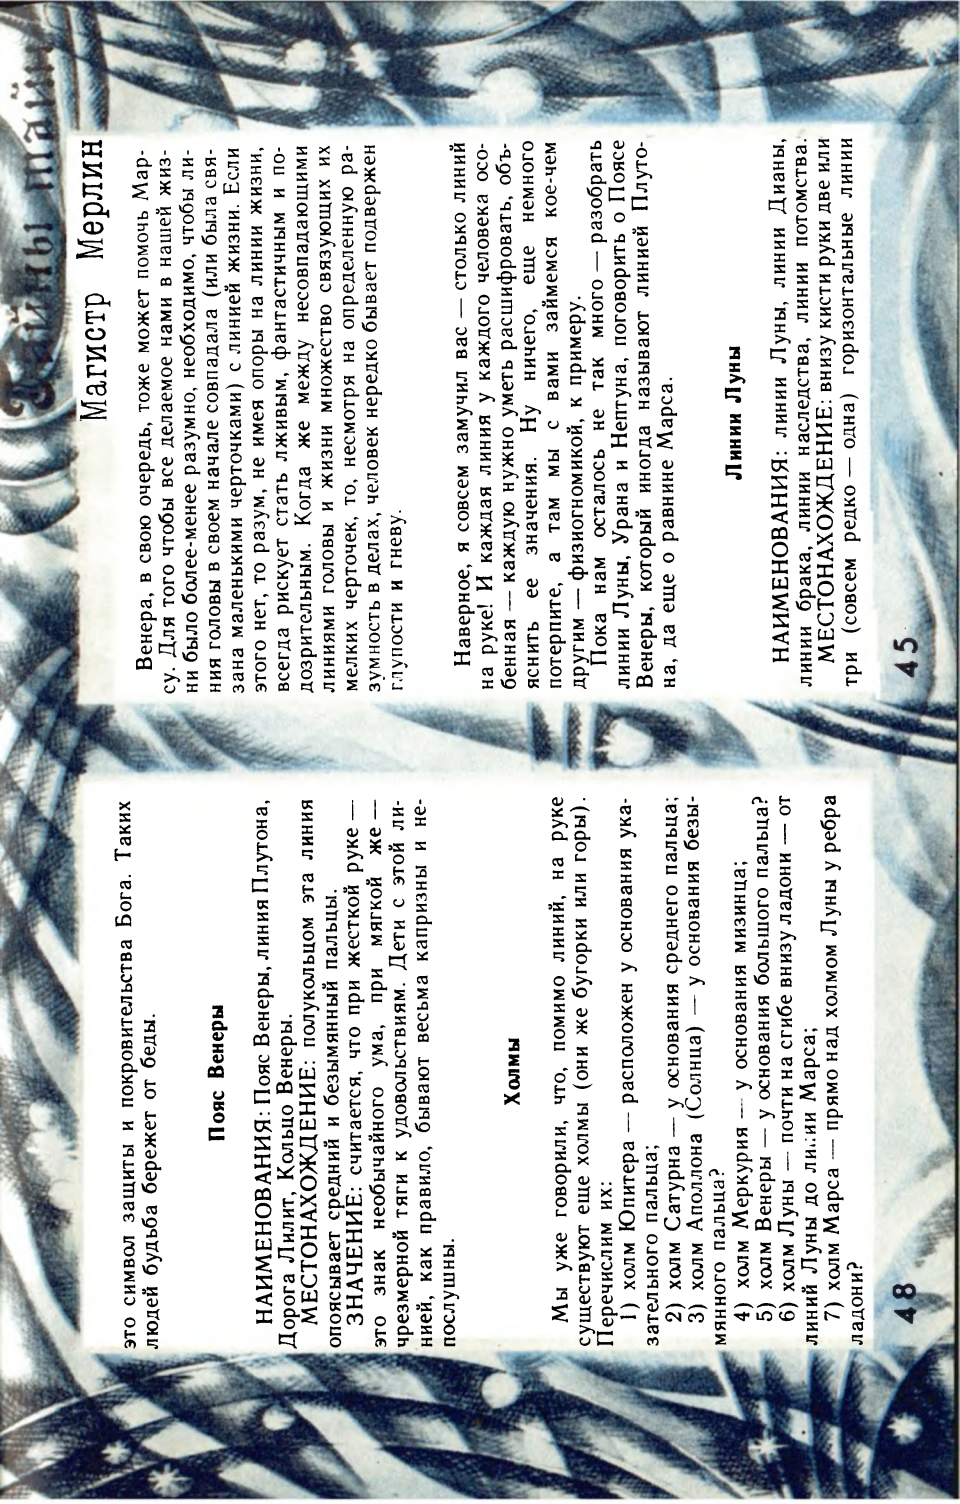 это символ защиты и покровительства Бога. Таких
людей будьба бережет от беды.
Пояс Венеры
НАИМЕНОВАНИЯ: Пояс Венеры, линия Плутона,
Дорога Лилит, Кольцо Венеры.
МЕСТОНАХОЖДЕНИЕ: полукольцом эта линия
опоясывает средний и безымянный пальцы.
ЗНАЧЕНИЕ: считается, что при жесткой руке —
это знак необычайного ума, при мягкой же —
чрезмерной тяги к удовольствиям. Дети с этой ли-
нией, как правило, бывают весьма капризны и не-
послушны.
Холмы
Мы уже говорили, что, помимо линий, на руке
существуют еще холмы (они же бугорки или горы).
Перечислим их:
1) холм Юпитера — расположен у основания ука-
зательного пальца;
2) холм Сатурна — у основания среднего пальца;
3) холм Аполлона (Солнца) — у основания безы-
мянного пальца?
4) холм Меркурия — у основания мизинца;
5) холм Венеры — у основания большого пальца?
6) холм Луны — почти на сгибе внизу ладони — от
линий Луны до линии Марса;
7) холм Марса — прямо над холмом Луны у ребра
ладони?
48
Тайны тайн
Магистр Мерлин
Венера, в свою очередь, тоже может помочь Мар-
су. Для того чтобы все делаемое нами в нашей жиз-
ни было более-менее разумно, необходимо, чтобы ли-
ния головы в своем начале совпадала (или была свя-
зана маленькими черточками) с линией жизни. Если
этого нет, то разум, не имея опоры на линии жизни,
всегда рискует стать лживым, фантастичным и по-
дозрительным. Когда же между несовпадающими
линиями головы и жизни множество связующих их
мелких черточек, то, несмотря на определенную ра-
зумность в делах, человек нередко бывает подвержен
глупости и гневу.
Наверное, я совсем замучил вас — столько линий
на руке! И каждая линия у каждого человека осо-
бенная — каждую нужно уметь расшифровать, объ-
яснить ее значения. Ну ничего, еще немного
потерпите, а там мы с вами займемся кое-чем
другим — физиогномикой, к примеру.
Пока нам осталось не так много — разобрать
линии Луны, Урана и Нептуна, поговорить о Поясе
Венеры, который иногда называют линией Плуто-
на, да еще о равнине Марса.
Линии Луны
НАИМЕНОВАНИЯ: линии Луны, линии Дианы,
линии брака, линии наследства, линии потомства.
МЕСТОНАХОЖДЕНИЕ: внизу кисти руки две или
три (совсем редко — одна) горизонтальные линии
45